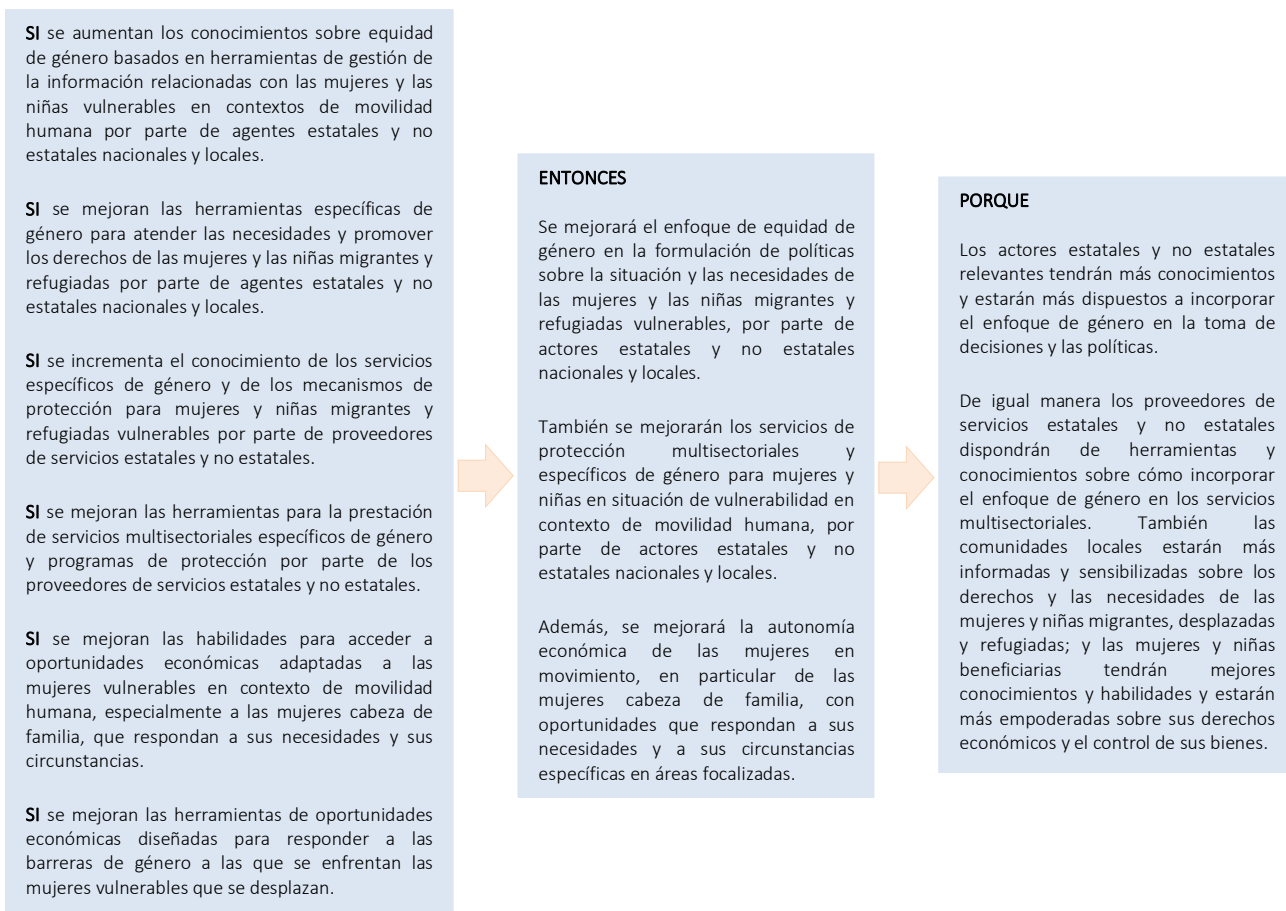 SI se aumentan los conocimientos sobre equidad
de género basados en herramientas de gestión de
la información relacionadas con las mujeres y las
niñas vulnerables en contextos de movilidad
humana por parte de agentes estatales y no
estatales nacionales y locales.
SI se mejoran las herramientas específicas de
género para atender las necesidades y promover
los derechos de las mujeres y las niñas migrantes y
refugiadas por parte de agentes estatales y no
estatales nacionales y locales.
SI se incrementa el conocimiento de los servicios
específicos de género y de los mecanismos de
protección para mujeres y niñas migrantes y
refugiadas vulnerables por parte de proveedores
de servicios estatales y no estatales.
SI se mejoran las herramientas para la prestación
de servicios multisectoriales específicos de género
y programas de protección por parte de los
proveedores de servicios estatales y no estatales.
SI se mejoran las habilidades para acceder a
oportunidades económicas adaptadas a las
mujeres vulnerables en contexto de movilidad
humana, especialmente a las mujeres cabeza de
familia, que respondan a sus necesidades y sus
circunstancias.
SI se mejoran las herramientas de oportunidades
económicas diseñadas para responder a las
barreras de género a las que se enfrentan las
mujeres vulnerables que se desplazan.
ENTONCES
Se mejorará el enfoque de equidad de
género en la formulación de políticas
sobre la situación y las necesidades de
las mujeres y las niñas migrantes y
refugiadas vulnerables, por parte de
actores estatales y no estatales
nacionales y locales.
También se mejorarán los servicios de
protección multisectoriales y
específicos de género para mujeres y
niñas en situación de vulnerabilidad en
contexto de movilidad humana, por
parte de actores estatales y no
estatales nacionales y locales.
Además, se mejorará la autonomía
económica de las mujeres en
movimiento, en particular de las
mujeres cabeza de familia, con
oportunidades que respondan a sus
necesidades y a sus circunstancias
específicas en áreas focalizadas.
PORQUE
Los actores estatales y no estatales
relevantes tendrán más conocimientos
y estarán más dispuestos a incorporar
el enfoque de género en la toma de
decisiones y las políticas.
De igual manera los proveedores de
servicios estatales y no estatales
dispondrán de herramientas y
conocimientos sobre cómo incorporar
el enfoque de género en los servicios
multisectoriales. También las
comunidades locales estarán más
informadas y sensibilizadas sobre los
derechos y las necesidades de las
mujeres y niñas migrantes, desplazadas
y refugiadas; y las mujeres y niñas
beneficiarias tendrán mejores
conocimientos y habilidades y estarán
más empoderadas sobre sus derechos
económicos y el control de sus bienes.